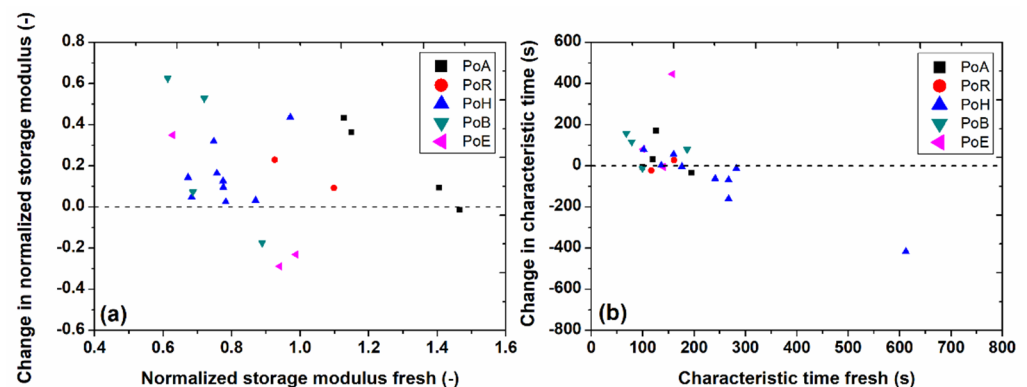 Change in normalized storage modulus (-)
0.8
0.6
0.4
0.2
0.0
-0.2
-0.4
-0.6
PoA
PoR
PoH
PoB
PoE
(a)
0.4 0.6 0.8 1.0 1.2 1.4 1.6
Normalized storage modulus fresh (-)
Change in characteristic time (s)
600
400
200
0
-200
-400
-600
-800
PoA
PoR
PoH
PoB
PoE
(b)
0 100 200 300 400 500 600 700 800
Characteristic time fresh (s)